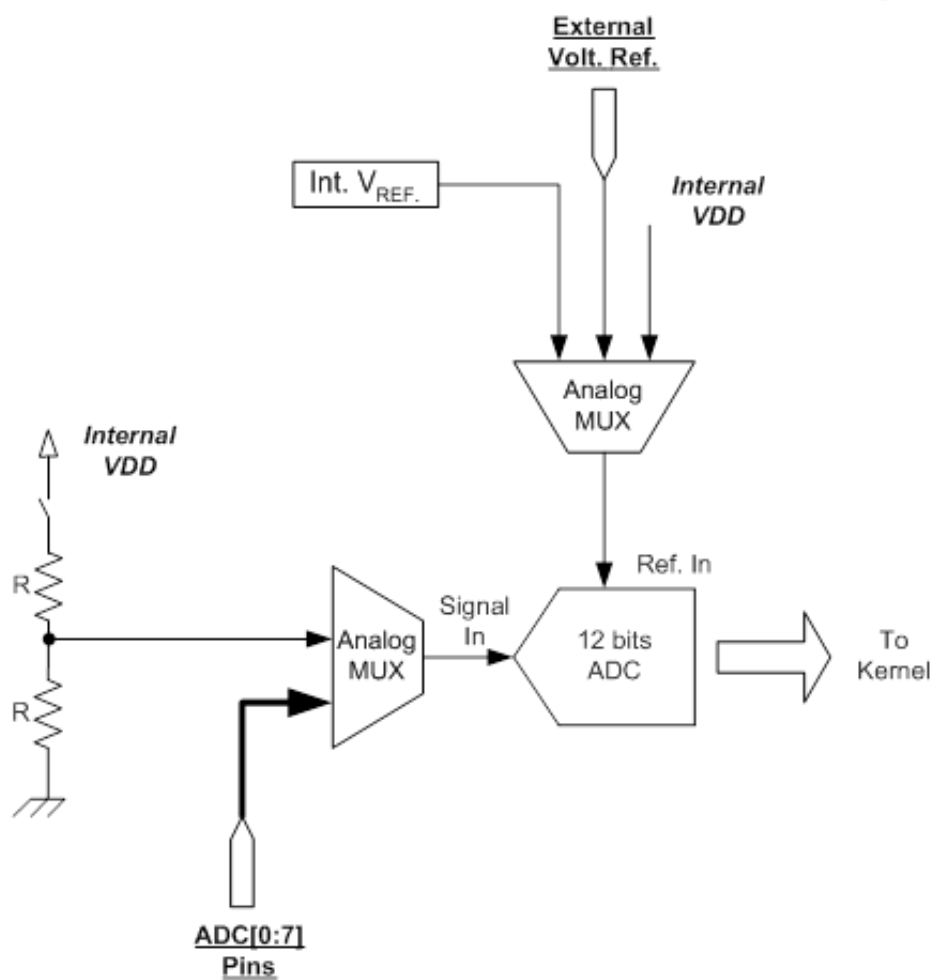 External
Volt. Ref.
Int. VREF.
Internal
VDD
Analog
MUX
Internal
VDD
R
Ref. In
Signal
In
Analog
MUX
12 bits
ADC
To
Kernel
R
ADC[0:7]
Pins